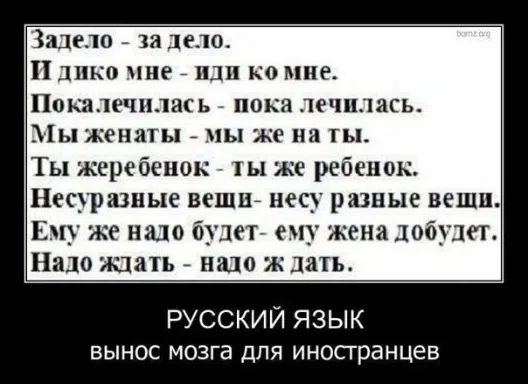 Задело - за дело.
И дико мне - иди ко мне.
Покалечилась - пока лечилась.
Мы женаты - мы же на ты.
Ты жеребенок - ты же ребенок.
Несуразные вещи- несу разные вещи.
Ему же надо будет- ему жена добудет.
Надо ждать - надо ж дать.
РУССКИЙ ЯЗЫК
вынос мозга для иностранцев